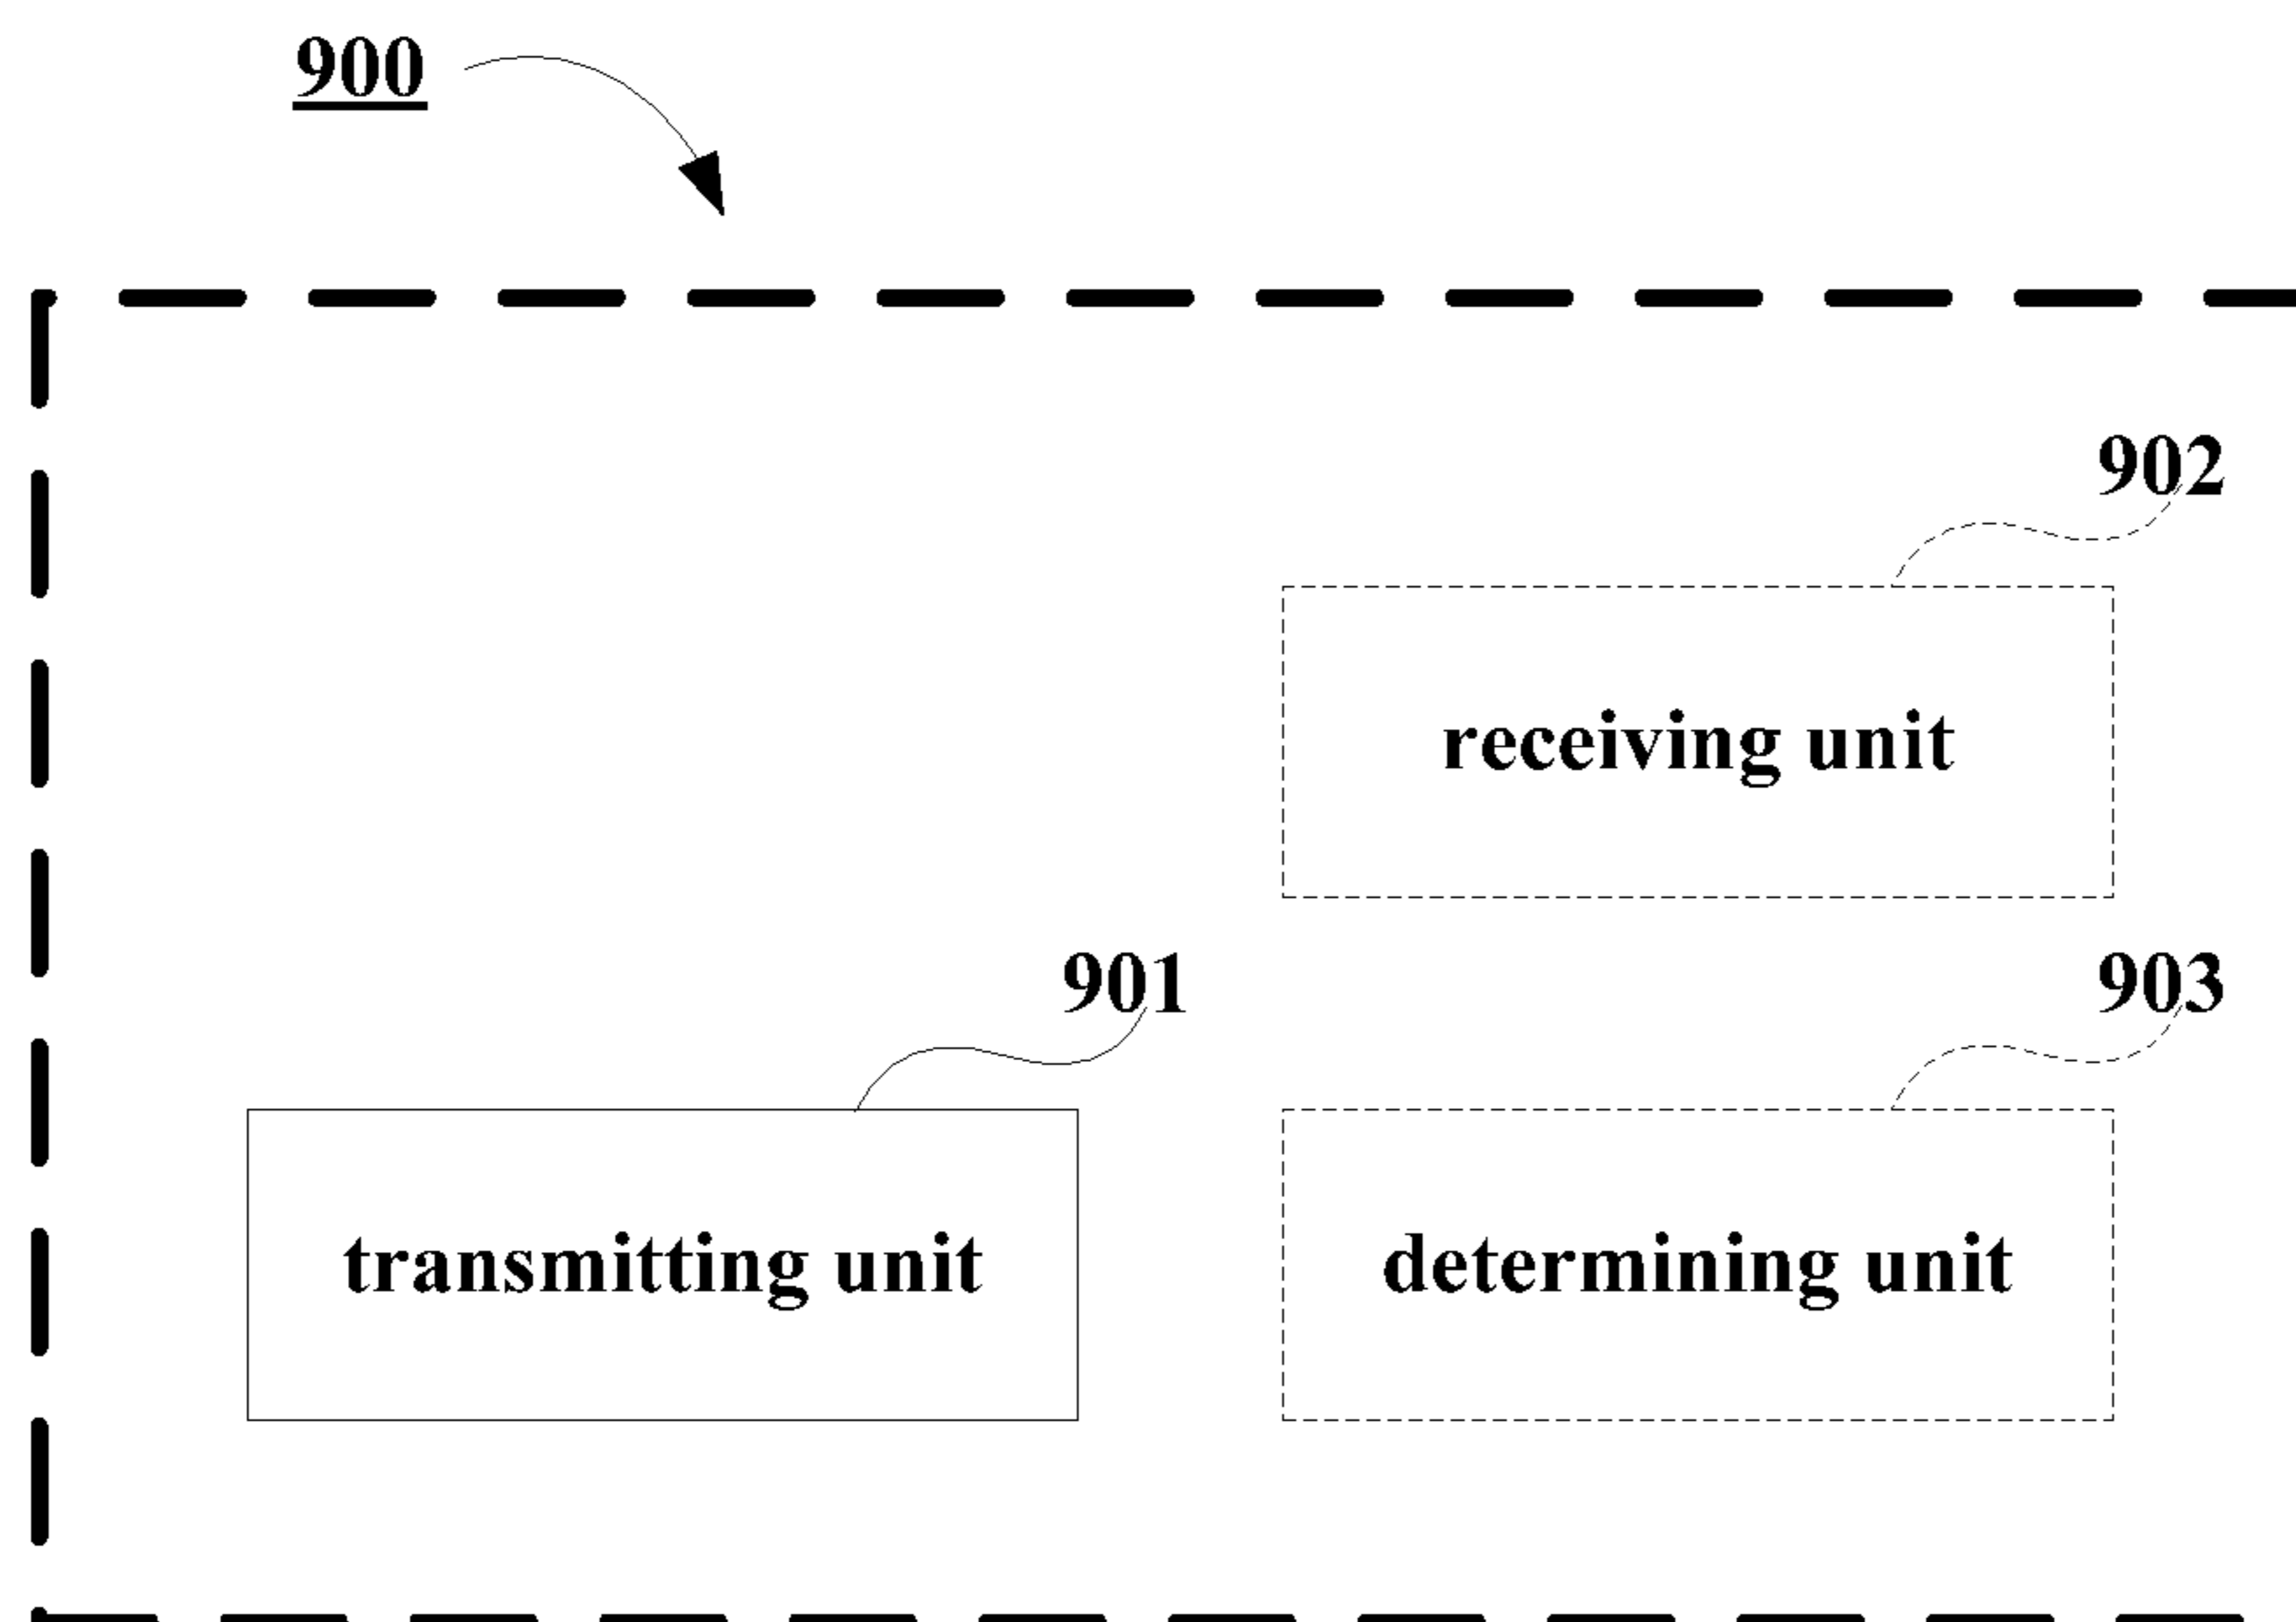 900
902
receiving unit
901
903
transmitting unit
determining unit